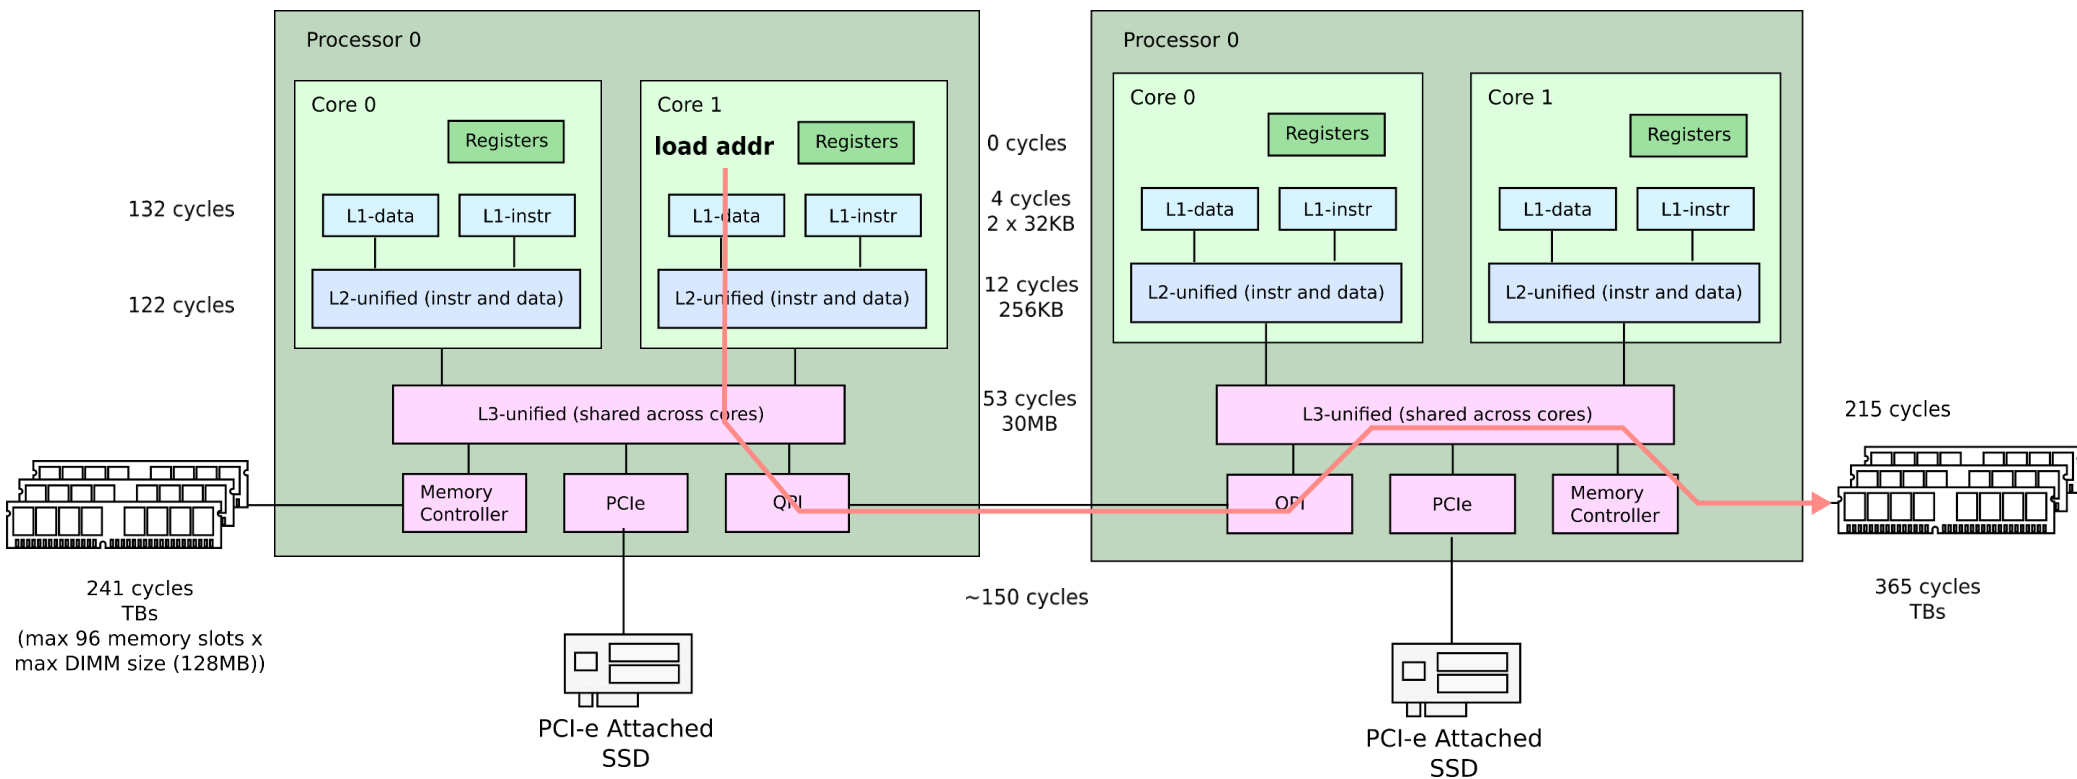 Processor 0
Core 0
Registers
L1-data
L1-instr
L2-unified (instr and data)
Core 1
load addr
Registers
L1-data
L1-instr
L2-unified (instr and data)
L3-unified (shared across cores)
Memory
Controller
PCIe
QPI
132 cycles
122 cycles
241 cycles
TBs
(max 96 memory slots x
max DIMM size (128MB))
PCI-e Attached
SSD
0 cycles
4 cycles
2 x 32KB
12 cycles
256KB
53 cycles
30MB
~150 cycles
Processor 0
Core 0
Registers
L1-data
L1-instr
L2-unified (instr and data)
Core 1
Registers
L1-data
L1-instr
L2-unified (instr and data)
L3-unified (shared across cores)
QPI
PCIe
Memory
Controller
215 cycles
365 cycles
TBs
PCI-e Attached
SSD